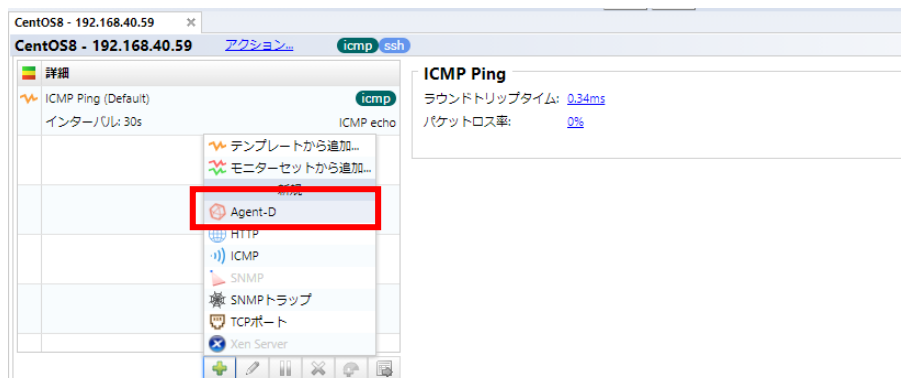 CentOS8 - 192.168.40.59
CentOS8 - 192.168.40.59 アクション... icmp ssh
詳細
ICMP Ping (Default) icmp
インターバル: 30s ICMP echo
ICMP Ping
ラウンドトリップタイム: 0.34ms
パケットロス率: 0%
テンプレートから追加...
モニターセットから追加...
新規
Agent-D
HTTP
ICMP
SNMP
SNMPトラップ
TCPポート
Xen Server